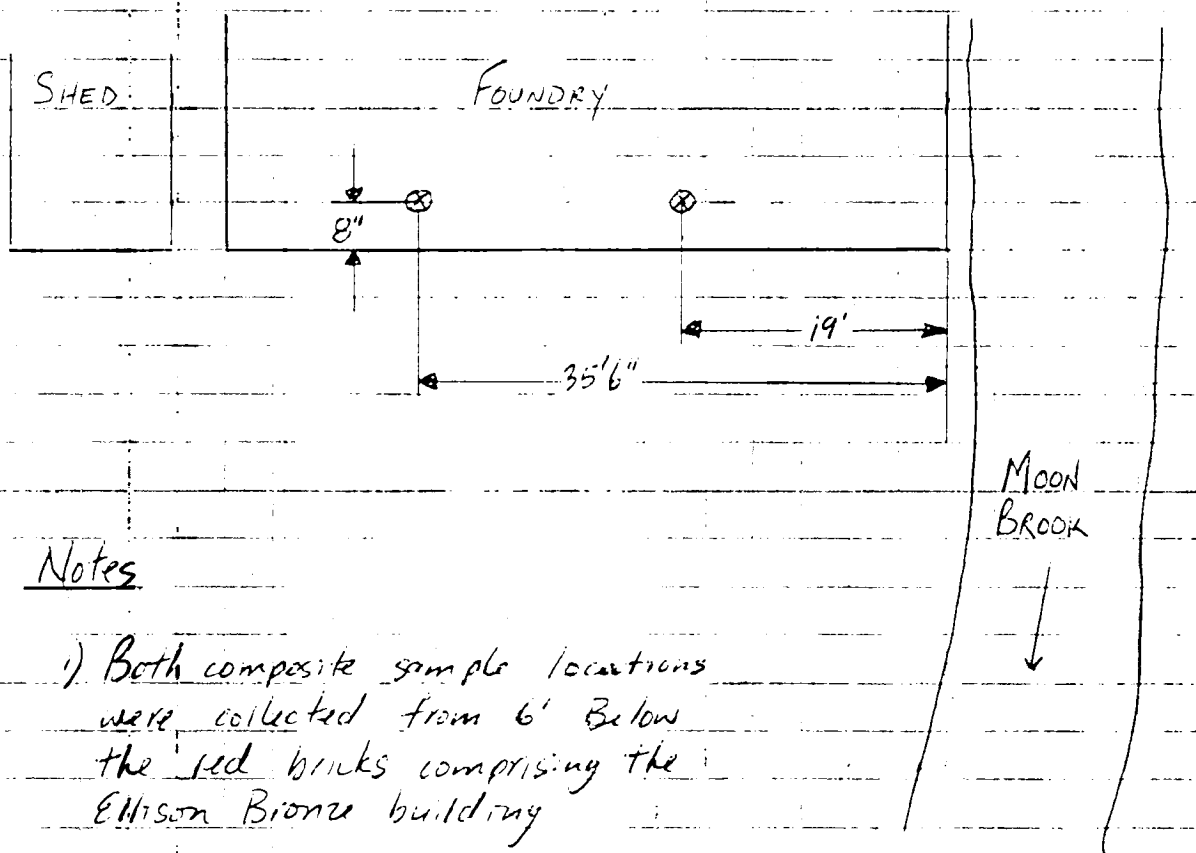 SHED
FOUNDRY
8"
19'
35'6"
MOON
BROOK
Notes
1) Both composite sample locations
were collected from 6' Below
the red bricks comprising the
Ellison Bronze building